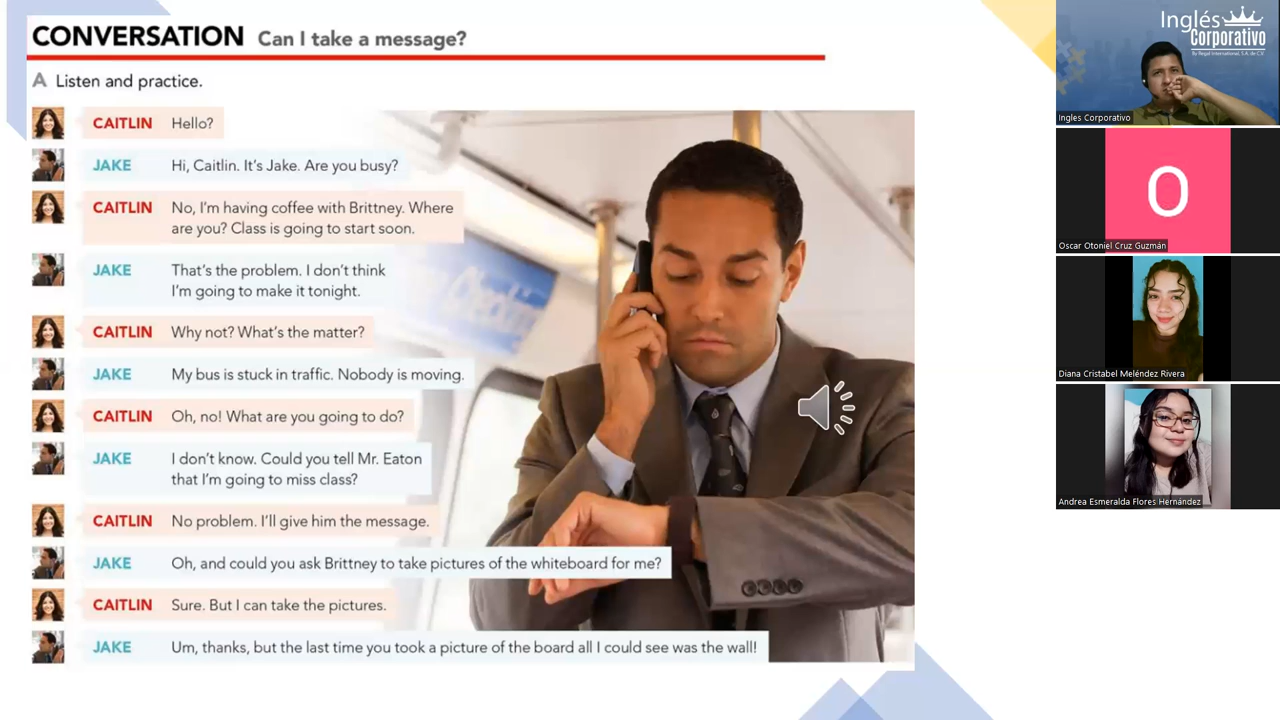 CONVERSATION Can I take a message?
A Listen and practice.
CAITLIN Hello?
JAKE Hi, Caitlin. It's Jake. Are you busy?
CAITLIN No, I'm having coffee with Brittney. Where
are you? Class is going to start soon.
JAKE That's the problem. I don't think
I'm going to make it tonight.
CAITLIN Why not? What's the matter?
JAKE My bus is stuck in traffic. Nobody is moving.
CAITLIN Oh, no! What are you going to do?
JAKE I don't know. Could you tell Mr. Eaton
that I'm going to miss class?
CAITLIN No problem. I'll give him the message.
JAKE Oh, and could you ask Brittney to take pictures of the whiteboard for me?
CAITLIN Sure. But I can take the pictures.
JAKE Um, thanks, but the last time you took a picture of the board all I could see was the wall!
Inglés
Corporativo
Ingles Corporativo
O
Oscar Otoniel Cruz Guzmán
Diana Cristabel Meléndez Rivera
Andrea Esmeralda Flores Hernández